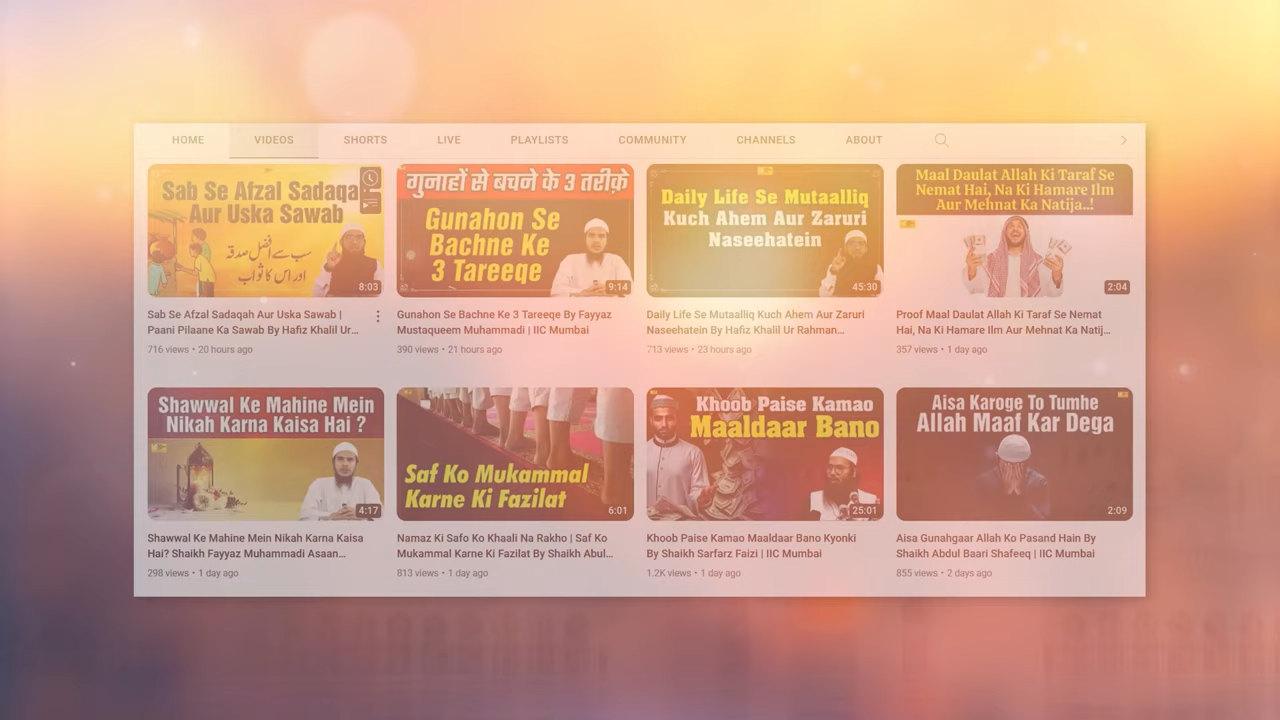 HOME VIDEOS SHORTS LIVE PLAYLISTS COMMUNITY CHANNELS ABOUT
Sab Se Afzal Sadaqa
Aur Uska Sawab
سب سے افضل صدقہ
اور اس کا ثواب
8:03
Sab Se Afzal Sadaqah Aur Uska Sawab |
Paani Pilaane Ka Sawab By Hafiz Khalil Ur...
716 views • 20 hours ago
गुनाहों से बचने के 3 तरीक़े
Gunahon Se
Bachne Ke
3 Tareeqe
9:14
Gunahon Se Bachne Ke 3 Tareeqe By Fayyaz
Mustaqueem Muhammadi | IIC Mumbai
390 views • 21 hours ago
Daily Life Se Mutaalliq
Kuch Ahem Aur Zaruri
Naseehatein
45:30
Daily Life Se Mutaalliq Kuch Ahem Aur Zaruri
Naseehatein By Hafiz Khalil Ur Rahman...
713 views • 23 hours ago
Maal Daulat Allah Ki Taraf Se
Nemat Hai, Na Ki Hamare Ilm
Aur Mehnat Ka Natija..!
2:04
Proof Maal Daulat Allah Ki Taraf Se Nemat
Hai, Na Ki Hamare Ilm Aur Mehnat Ka Natij...
357 views • 1 day ago
Shawwal Ke Mahine Mein
Nikah Karna Kaisa Hai ?
4:17
Shawwal Ke Mahine Mein Nikah Karna Kaisa
Hai? Shaikh Fayyaz Muhammadi Asaan...
298 views • 1 day ago
Saf Ko Mukammal
Karne Ki Fazilat
6:01
Namaz Ki Safo Ko Khaali Na Rakho | Saf Ko
Mukammal Karne Ki Fazilat By Shaikh Abul...
813 views • 1 day ago
Khoob Paise Kamao
Maaldaar Bano
25:01
Khoob Paise Kamao Maaldaar Bano Kyonki
By Shaikh Sarfarz Faizi | IIC Mumbai
1.2K views • 1 day ago
Aisa Karoge To Tumhe
Allah Maaf Kar Dega
2:09
Aisa Gunahgaar Allah Ko Pasand Hain By
Shaikh Abdul Baari Shafeeq | IIC Mumbai
855 views • 2 days ago